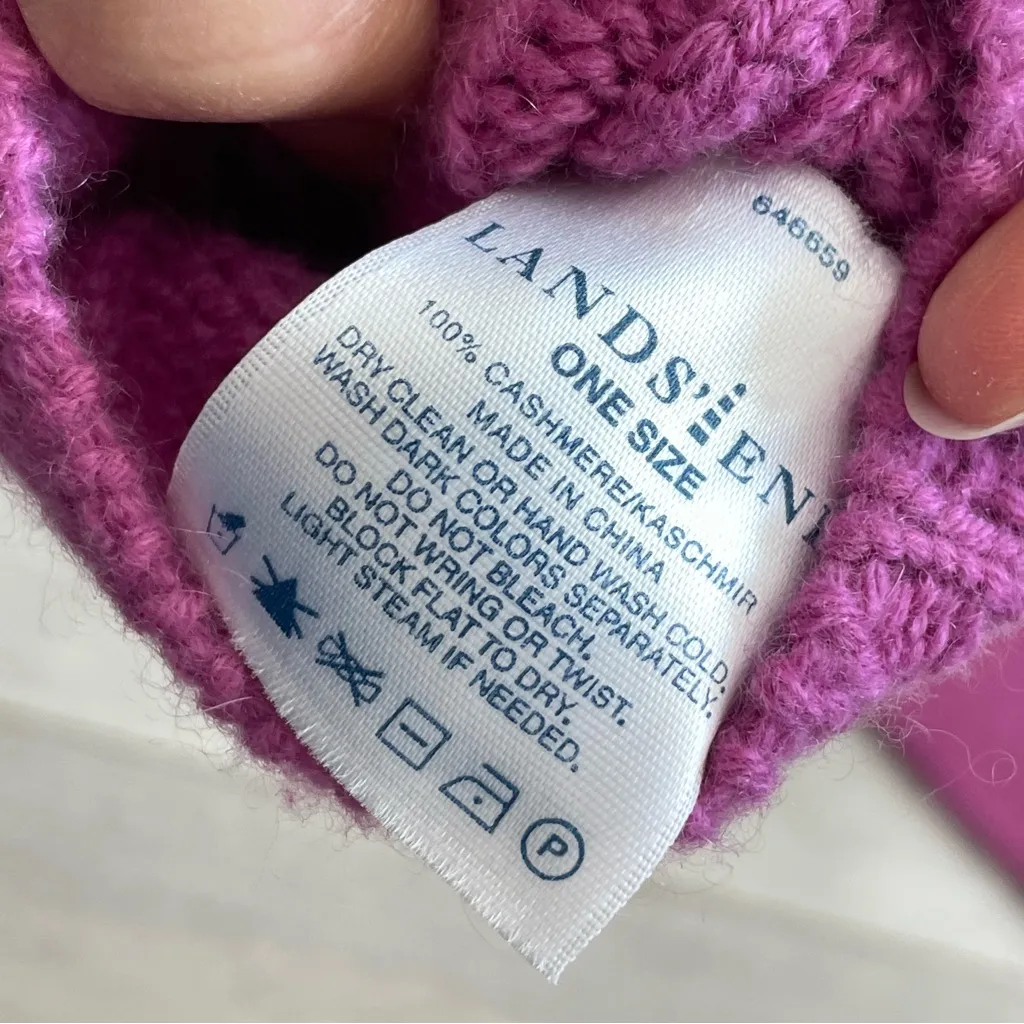 646659
LANDS' EN
ONE SIZE
100% CASHMERE/KASCHMIR
MADE IN CHINA
DRY CLEAN OR HAND WASH COLD.
WASH DARK COLORS SEPARATELY.
DO NOT BLEACH.
DO NOT WRING OR TWIST.
BLOCK FLAT TO DRY.
LIGHT STEAM IF NEEDED.
P